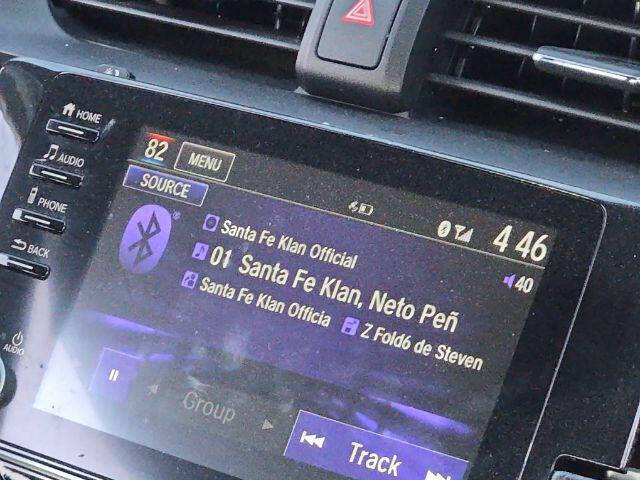 HOME
AUDIO
PHONE
BACK
AUDIO
82 MENU
SOURCE
4 46
40
Santa Fe Klan Official
01 Santa Fe Klan, Neto Peñ
Santa Fe Klan Officia
Z Fold6 de Steven
Group
Track